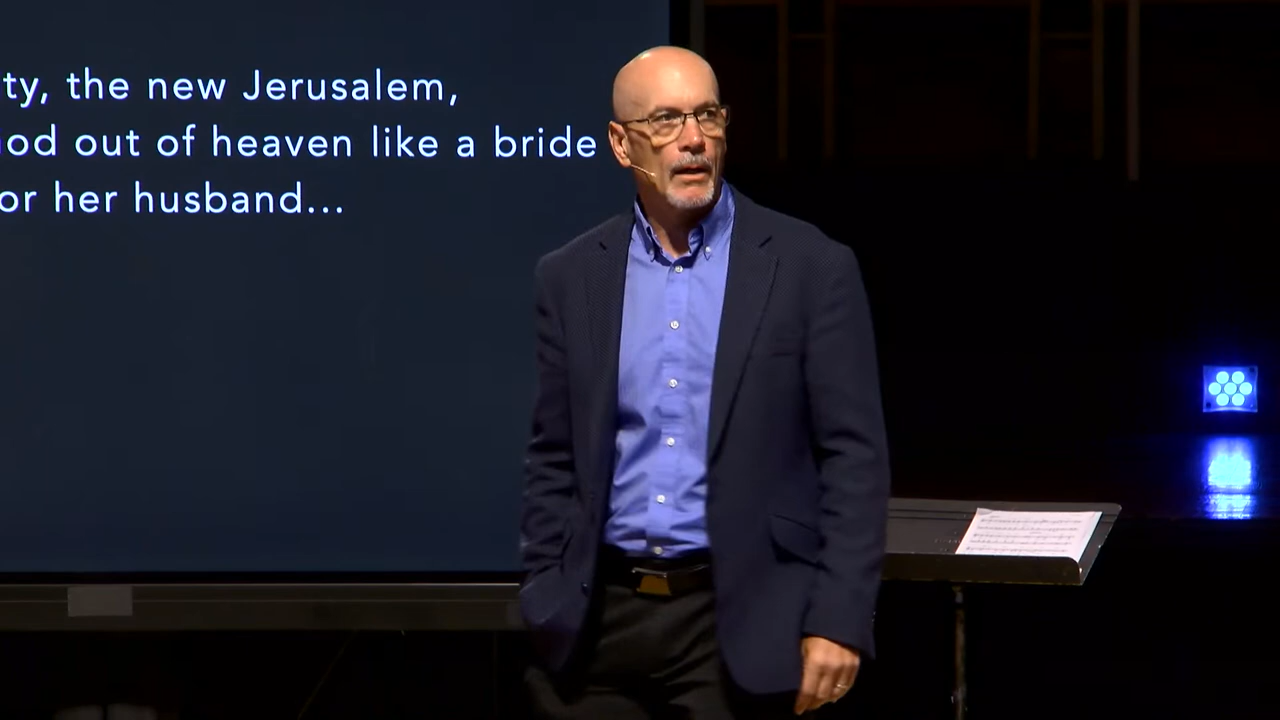 ty, the new Jerusalem,
od out of heaven like a bride
or her husband...